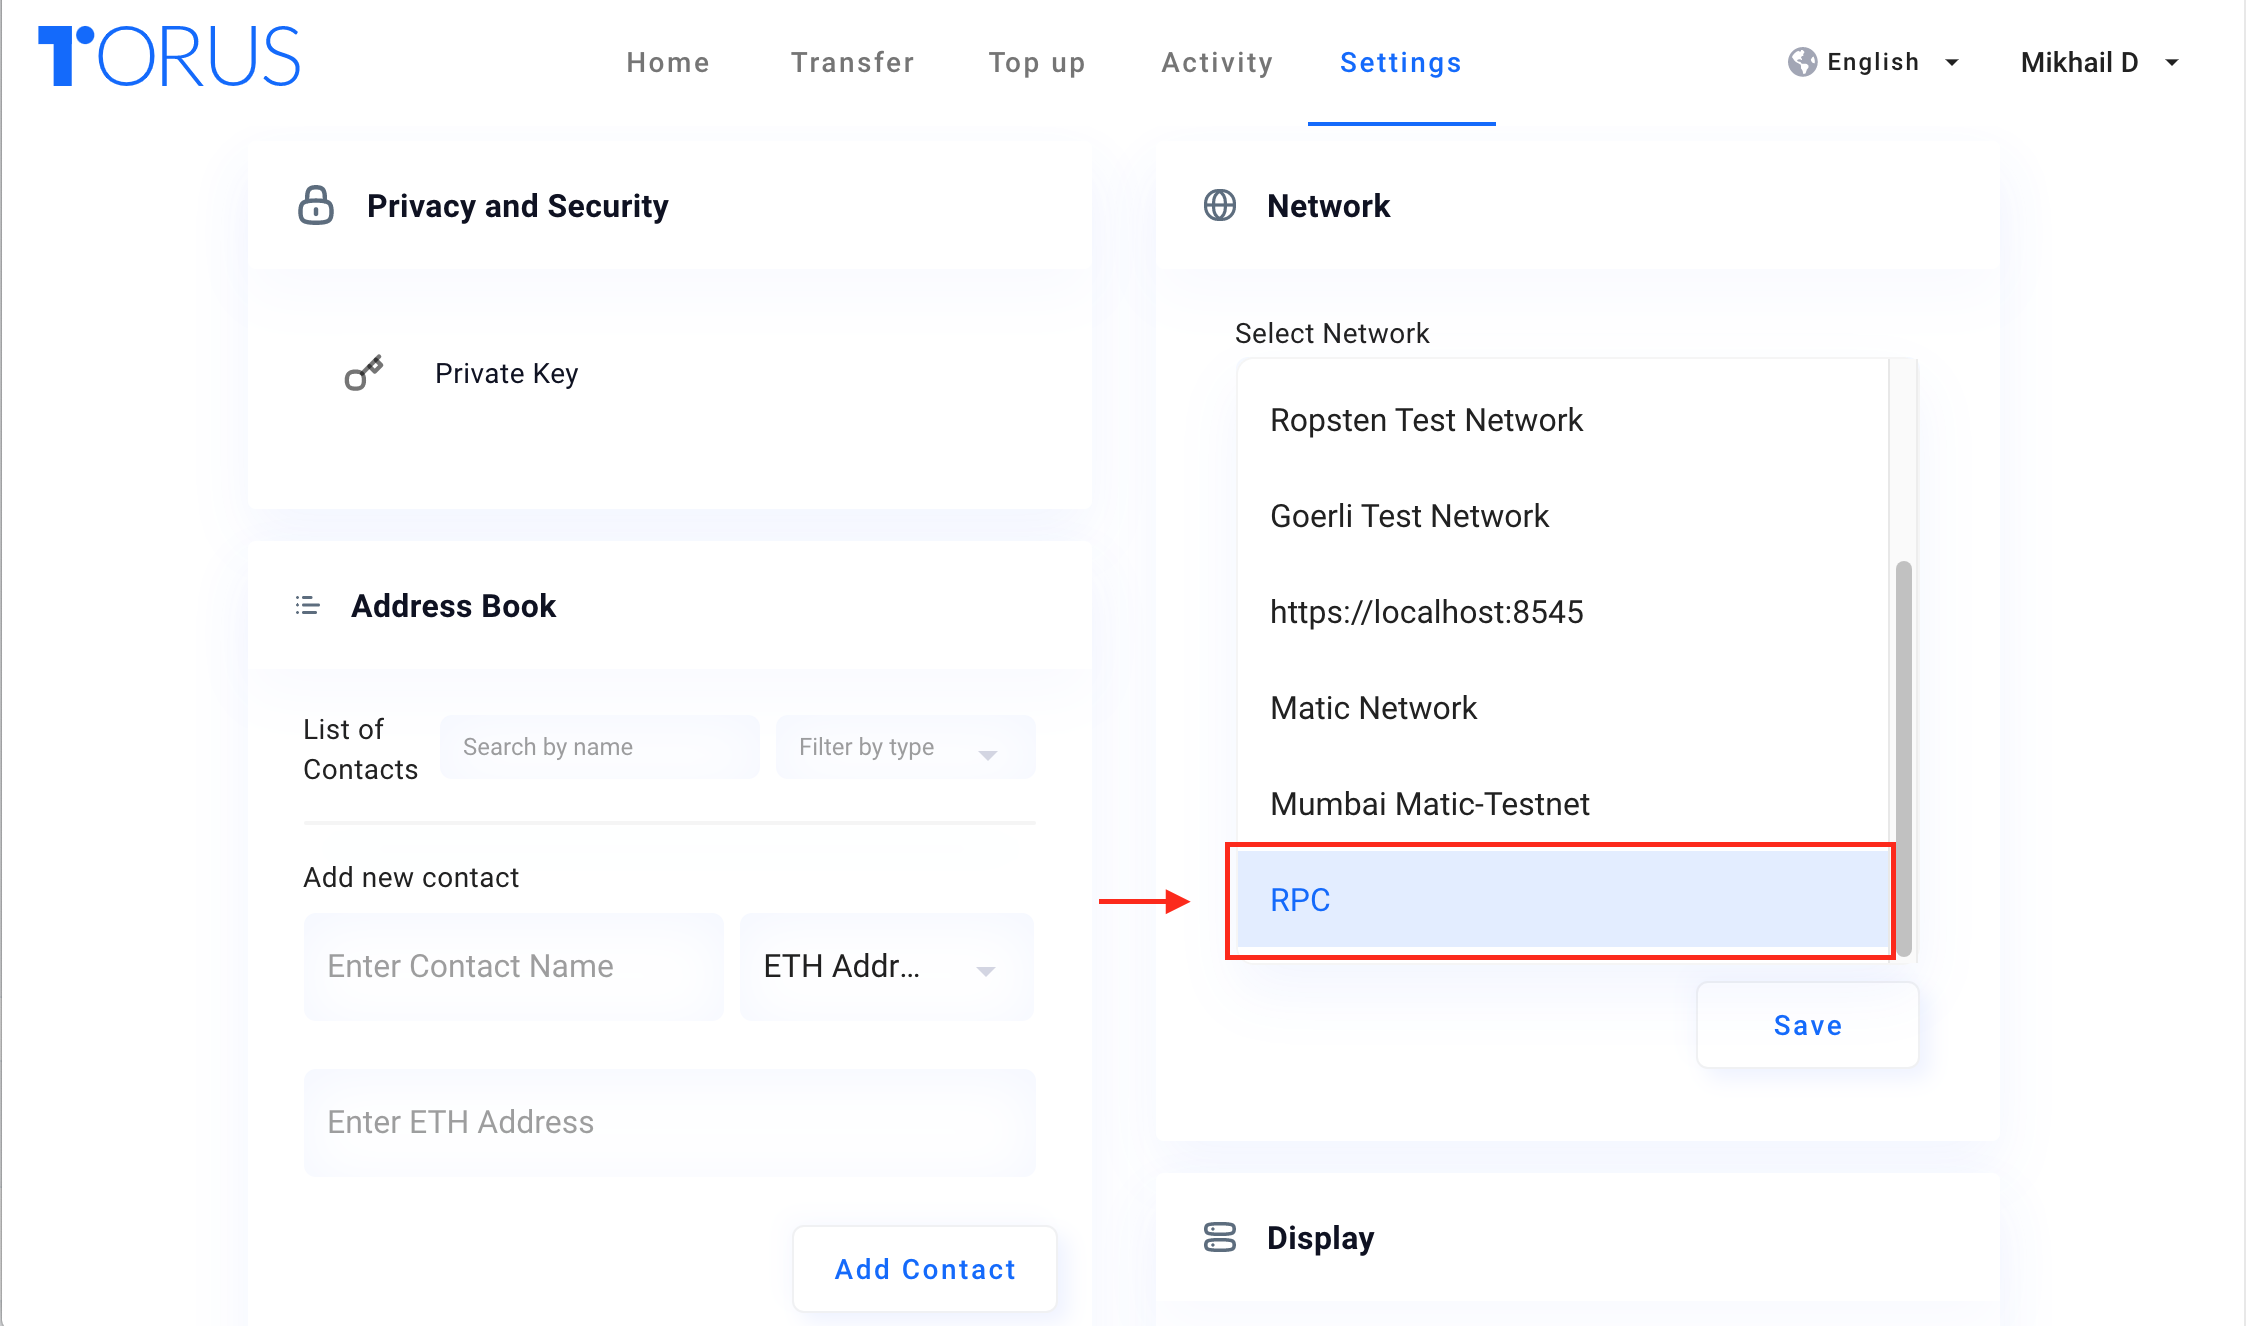 TORUS
Home
Transfer
Top up
Activity
Settings
English
Mikhail D
Privacy and Security
Private Key
Address Book
List of
Contacts
Search by name
Filter by type
Add new contact
Enter Contact Name
ETH Addr...
Enter ETH Address
Add Contact
Network
Select Network
Ropsten Test Network
Goerli Test Network
https://localhost:8545
Matic Network
Mumbai Matic-Testnet
RPC
Save
Display